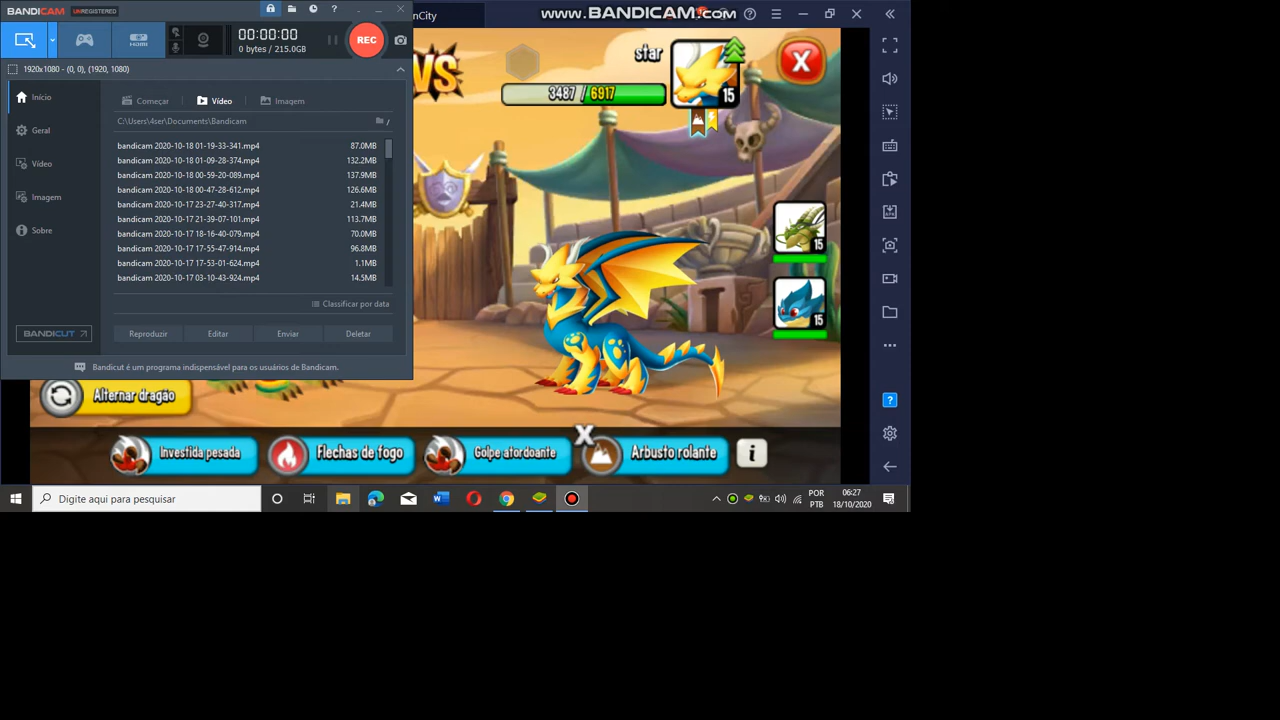 BANDICAM UNREGISTERED
www.BANDICAM.com
nCity
00:00:00
0 bytes / 215.0GB
REC
1920x1080 - (0, 0), (1920, 1080)
Início
Geral
Vídeo
Imagem
Sobre
BANDICUT
Começar Vídeo Imagem
C:\Users\4ser\Documents\Bandicam
bandicam 2020-10-18 01-19-33-341.mp4 87.0MB
bandicam 2020-10-18 01-09-28-374.mp4 132.2MB
bandicam 2020-10-18 00-59-20-089.mp4 137.9MB
bandicam 2020-10-18 00-47-28-612.mp4 126.6MB
bandicam 2020-10-17 23-27-40-317.mp4 21.4MB
bandicam 2020-10-17 21-39-07-101.mp4 113.7MB
bandicam 2020-10-17 18-16-40-079.mp4 70.0MB
bandicam 2020-10-17 17-55-47-914.mp4 96.8MB
bandicam 2020-10-17 17-53-01-624.mp4 1.1MB
bandicam 2020-10-17 03-10-43-924.mp4 14.5MB
Classificar por data
Reproduzir Editar Enviar Deletar
Bandicut é um programa indispensável para os usuários de Bandicam.
VS
star
3487 / 6917
15
X
15
15
Alternar dragão
Investida pesada
Flechas de fogo
Golpe atordoante
X
Arbusto rolante
i
Digite aqui para pesquisar
POR
PTB
06:27
18/10/2020